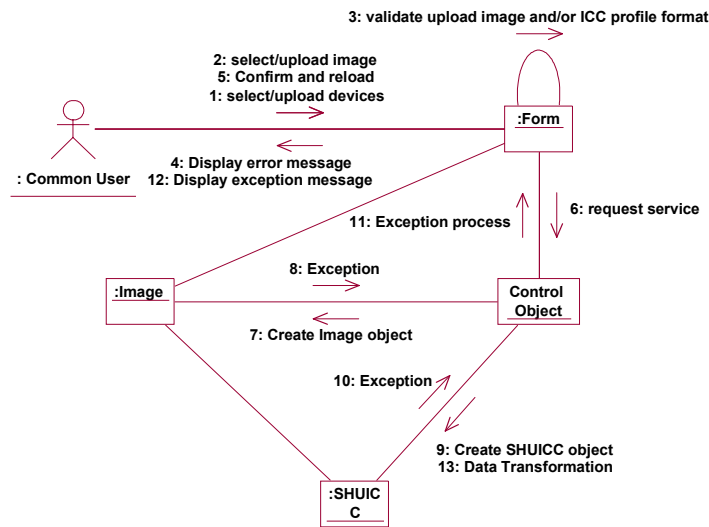 3: validate upload image and/or ICC profile format
2: select/upload image
5: Confirm and reload
1: select/upload devices
:Form
4: Display error message
12: Display exception message
: Common User
11: Exception process
6: request service
8: Exception
:Image
Control
Object
7: Create Image object
10: Exception
9: Create SHUICC object
13: Data Transformation
:SHUIC
C